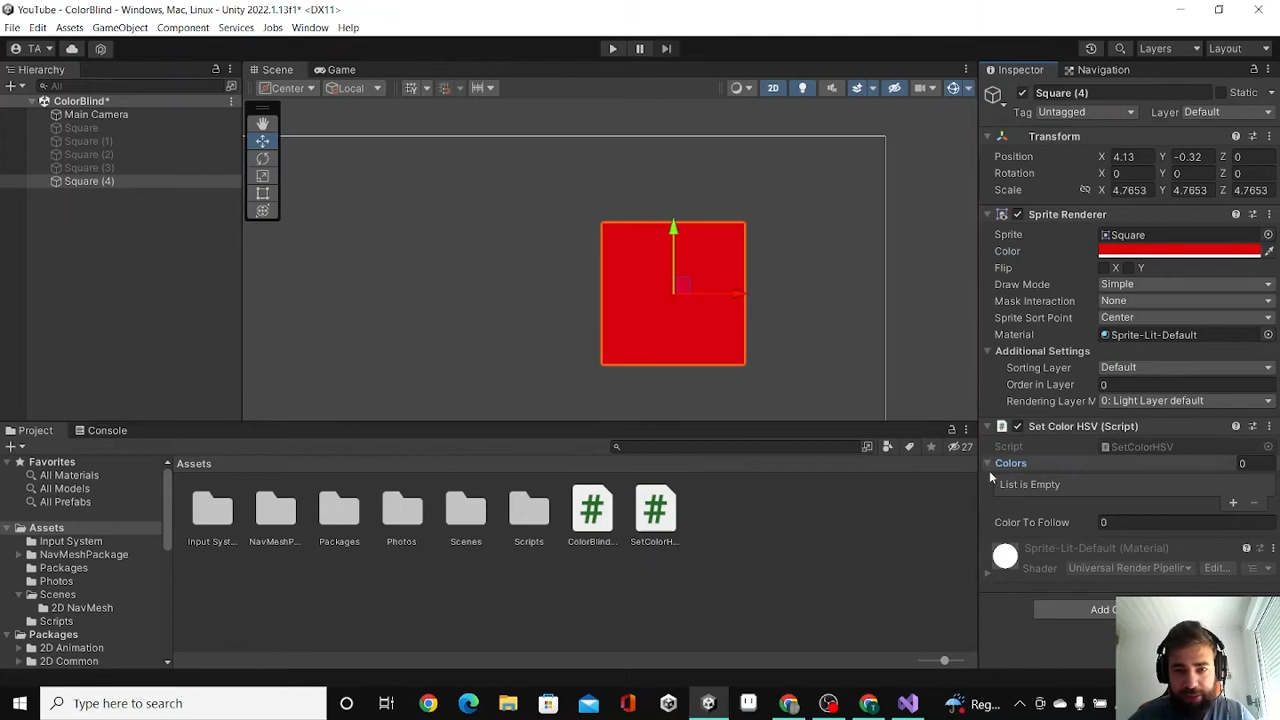 YouTube - ColorBlind - Windows, Mac, Linux - Unity 2022.1.13f1* <DX11>
File Edit Assets GameObject Component Services Jobs Window Help
TA Layers Layout
Hierarchy Scene Game Inspector Navigation
All Center Local 2D Square (4) Static
ColorBlind* Tag Untagged Layer Default
Main Camera
Square
Square (1)
Square (2)
Square (3)
Square (4)
Transform
Position X 4.13 Y -0.32 Z 0
Rotation X 0 Y 0 Z 0
Scale X 4.7653 Y 4.7653 Z 4.7653
Sprite Renderer
Sprite Square
Color
Flip X Y
Draw Mode Simple
Mask Interaction None
Sprite Sort Point Center
Material Sprite-Lit-Default
Additional Settings
Sorting Layer Default
Order in Layer 0
Rendering Layer M 0: Light Layer default
Set Color HSV (Script)
Script SetColorHSV
Colors 0
List is Empty
Color To Follow 0
Sprite-Lit-Default (Material)
Shader Universal Render Pipelin Edit...
Add C
Project Console
27
Favorites
All Materials
All Models
All Prefabs
Assets
Input System
NavMeshPackage
Packages
Photos
Scenes
2D NavMesh
Scripts
Packages
2D Animation
2D Common
Assets
Input Syst... NavMeshP... Packages Photos Scenes Scripts ColorBlind... SetColorH...
Type here to search Reg...